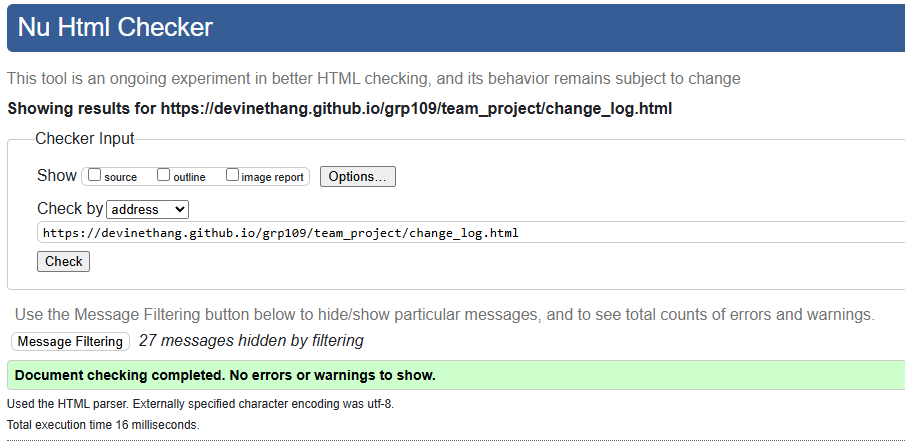 Nu Html Checker
This tool is an ongoing experiment in better HTML checking, and its behavior remains subject to change
Showing results for https://devinethang.github.io/grp109/team_project/change_log.html
Checker Input
Show source outline image report Options...
Check by address
https://devinethang.github.io/grp109/team_project/change_log.html
Check
Use the Message Filtering button below to hide/show particular messages, and to see total counts of errors and warnings.
Message Filtering 27 messages hidden by filtering
Document checking completed. No errors or warnings to show.
Used the HTML parser. Externally specified character encoding was utf-8.
Total execution time 16 milliseconds.